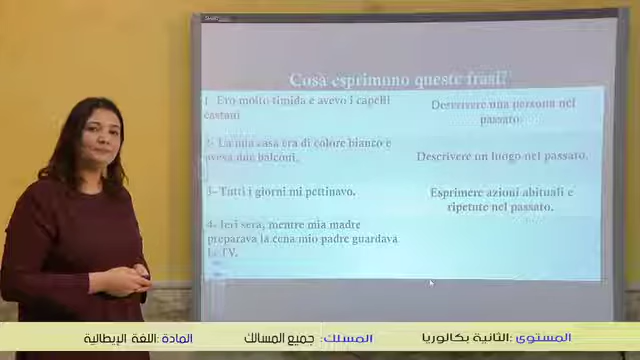 Cosa esprimono queste frasi?
1- Ero molto timida e avevo i capelli
castani
Descrivere una persona nel
passato.
2- La mia casa era di colore bianco e
aveva due balconi.
Descrivere un luogo nel passato.
3- Tutti i giorni mi pettinavo.
Esprimere azioni abituali e
ripetute nel passato.
4- Ieri sera, mentre mia madre
preparava la cena mio padre guardava
la TV.
المستوى :الثانية بكالوريا المسلك: جميع المسالك المادة :اللغة الإيطالية